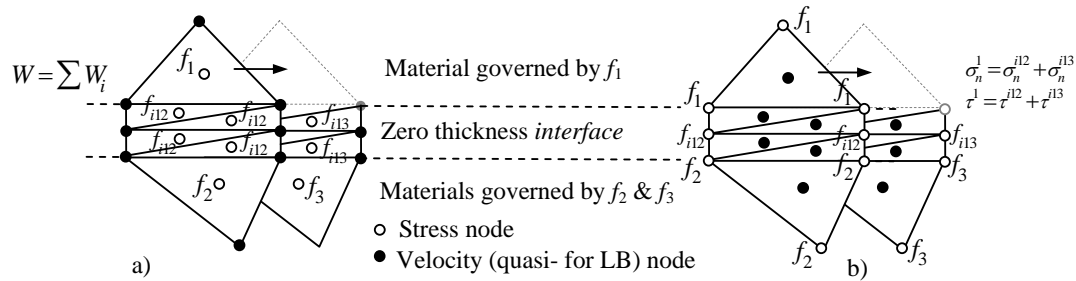 W = ∑ W_i
f_1
f_i12
f_i12
f_i13
f_i12
f_i12
f_i13
f_2
f_3
a)
Material governed by f_1
Zero thickness interface
Materials governed by f_2 & f_3
Stress node
Velocity (quasi- for LB) node
f_1
f_1
f_1
f_i12
f_i12
f_i13
f_2
f_2
f_3
f_2
f_3
b)
σ_n^1 = σ_n^i12 + σ_n^i13
τ^1 = τ^i12 + τ^i13